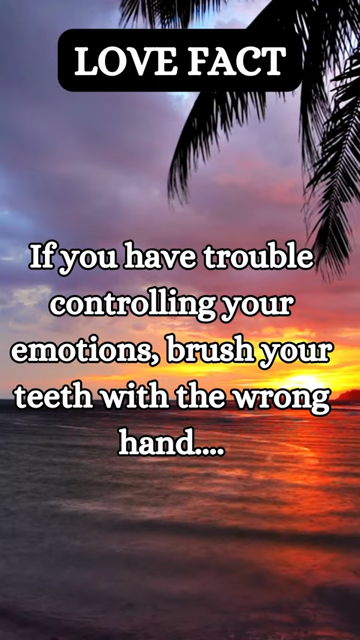 LOVE FACT
If you have trouble
controlling your
emotions, brush your
teeth with the wrong
hand....